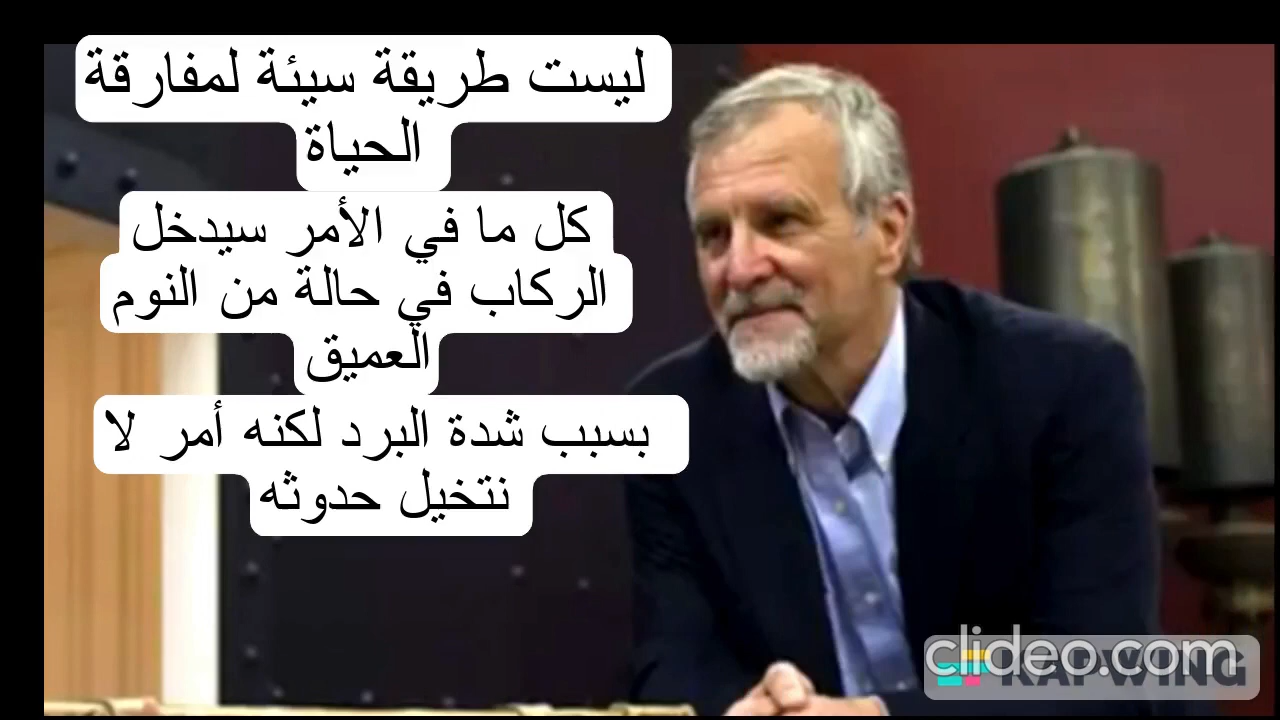 ليست طريقة سيئة لمفارقة
الحياة
كل ما في الأمر سيدخل
الركاب في حالة من النوم
العميق
بسبب شدة البرد لكنه أمر لا
نتخيل حدوثه
clideo.com
KAPWING